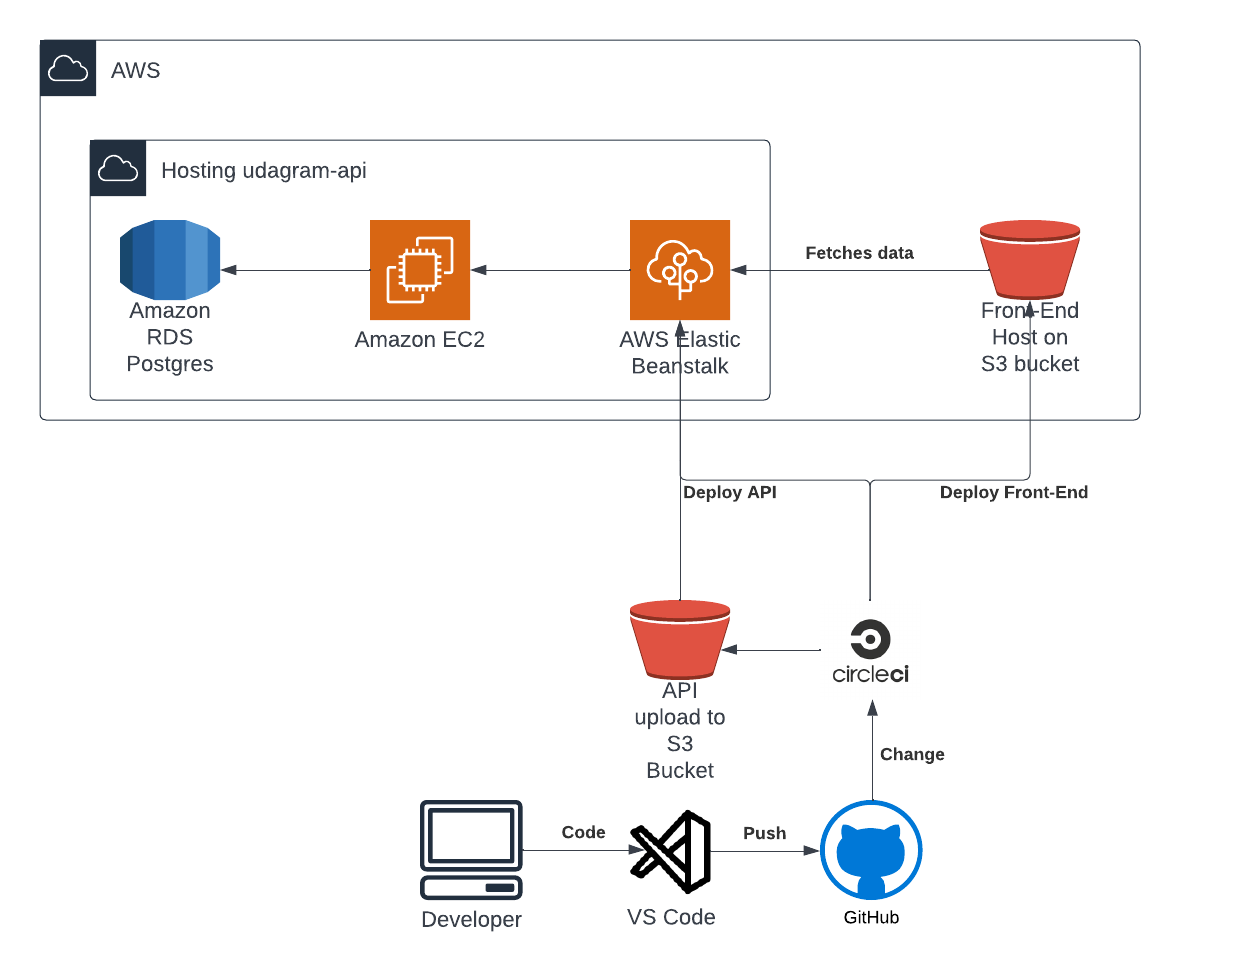 AWS
Hosting udagram-api
Fetches data
Amazon
RDS
Postgres
Amazon EC2
AWS Elastic
Beanstalk
Front-End
Host on
S3 bucket
Deploy API
Deploy Front-End
circleci
API
upload to
S3
Bucket
Change
Code
Push
Developer
VS Code
GitHub